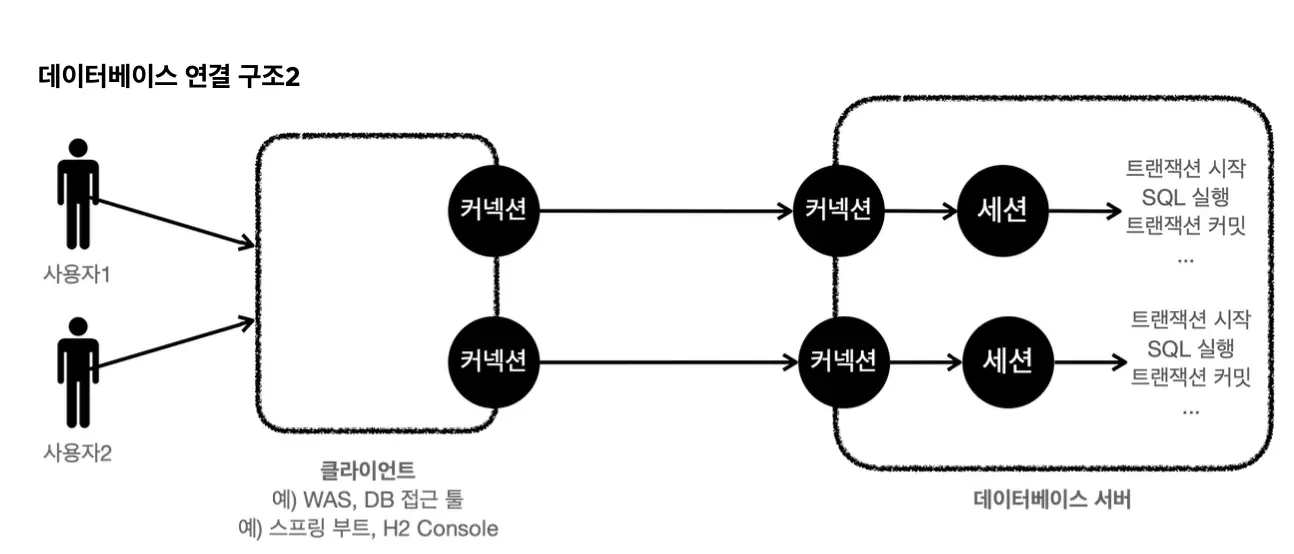 데이터베이스 연결 구조2
사용자1
사용자2
커넥션
커넥션
클라이언트
예) WAS, DB 접근 툴
예) 스프링 부트, H2 Console
커넥션
세션
트랜잭션 시작
SQL 실행
트랜잭션 커밋
...
커넥션
세션
트랜잭션 시작
SQL 실행
트랜잭션 커밋
...
데이터베이스 서버